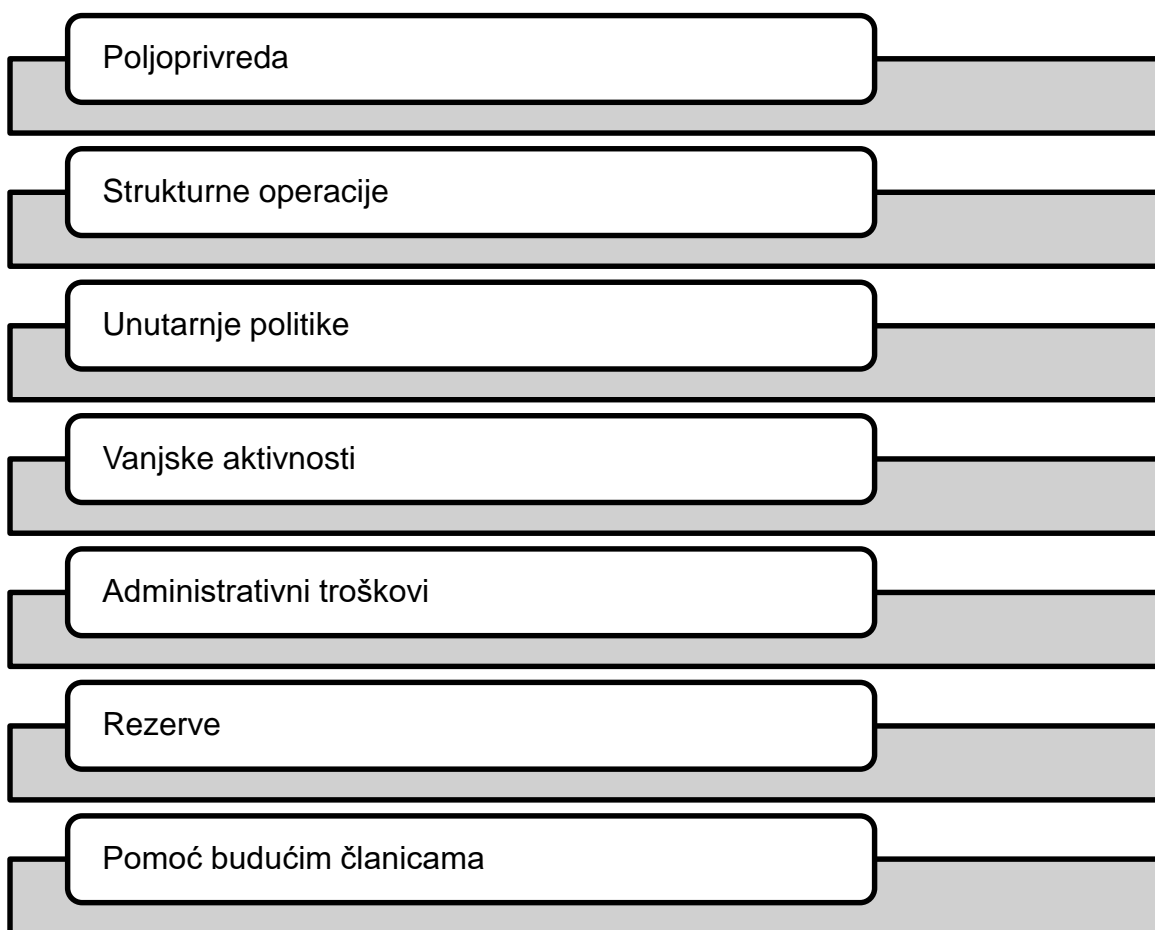 Poljoprivreda
Strukturne operacije
Unutarnje politike
Vanjske aktivnosti
Administrativni troškovi
Rezerve
Pomoć budućim članicama